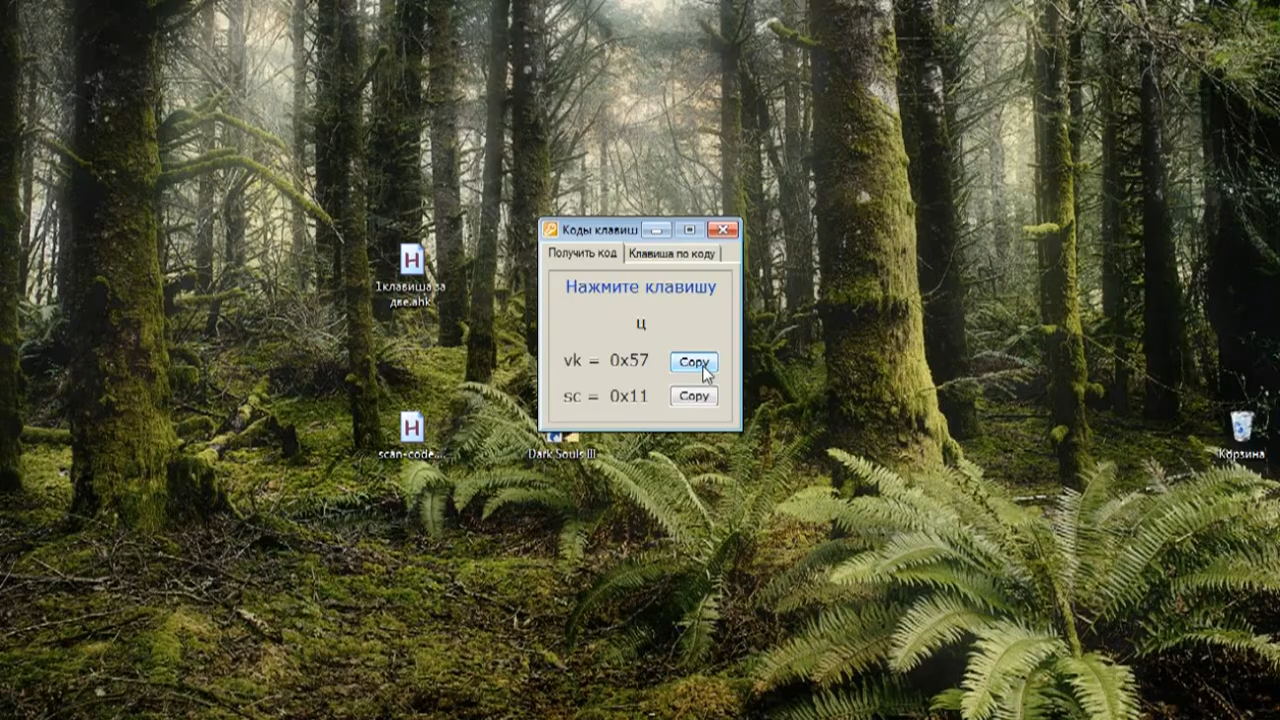 Коды клавиш
Получить код
Клавиша по коду
Нажмите клавишу
ц
vk = 0x57
Copy
sc = 0x11
Copy
1клавиша за
две.ahk
scan-code....
Dark Souls III
Корзина